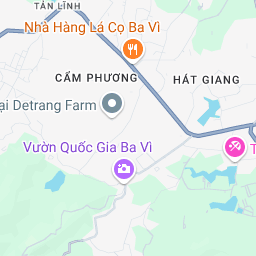 TẢN LĨNH
Nhà Hàng Lá Cọ Ba Vì
CẨM PHƯƠNG
HÁT GIANG
ại Detrang Farm
Vườn Quốc Gia Ba Vì
T